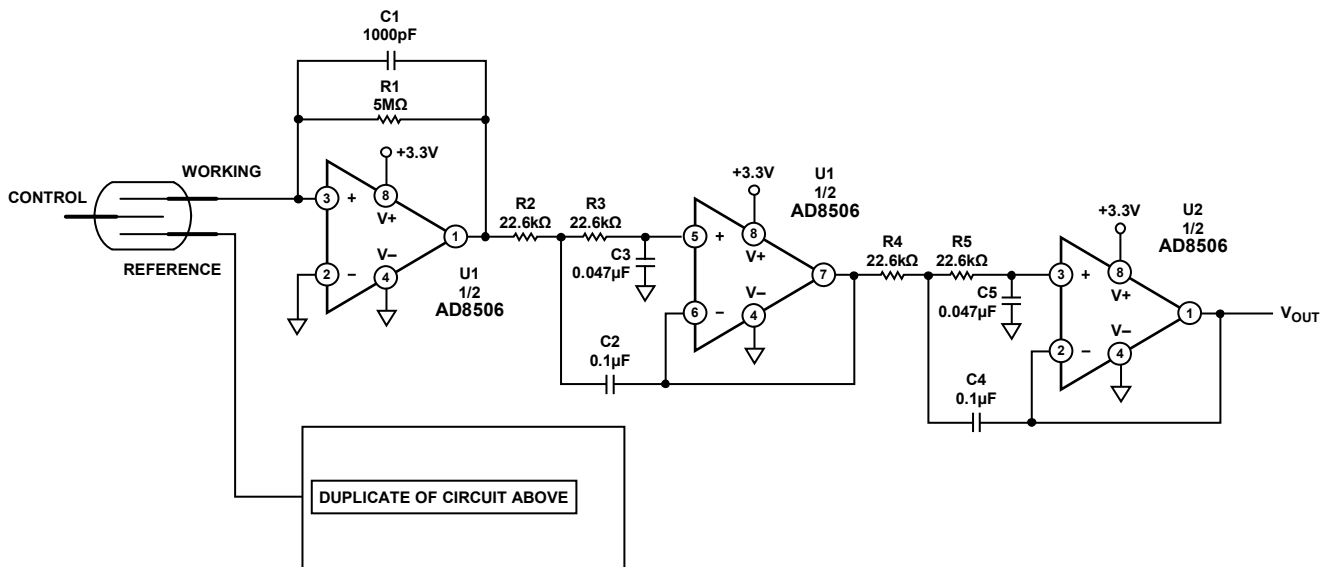 C1
1000pF
R1
5MΩ
+3.3V
WORKING
CONTROL
REFERENCE
3
+
8
V+
1
2
−
V−
4
U1
1/2
AD8506
R2
22.6kΩ
R3
22.6kΩ
C3
0.047µF
C2
0.1µF
+3.3V
U1
1/2
AD8506
5
+
8
V+
7
6
−
V−
4
R4
22.6kΩ
R5
22.6kΩ
C5
0.047µF
C4
0.1µF
+3.3V
U2
1/2
AD8506
3
+
8
V+
1
2
−
V−
4
VOUT
DUPLICATE OF CIRCUIT ABOVE